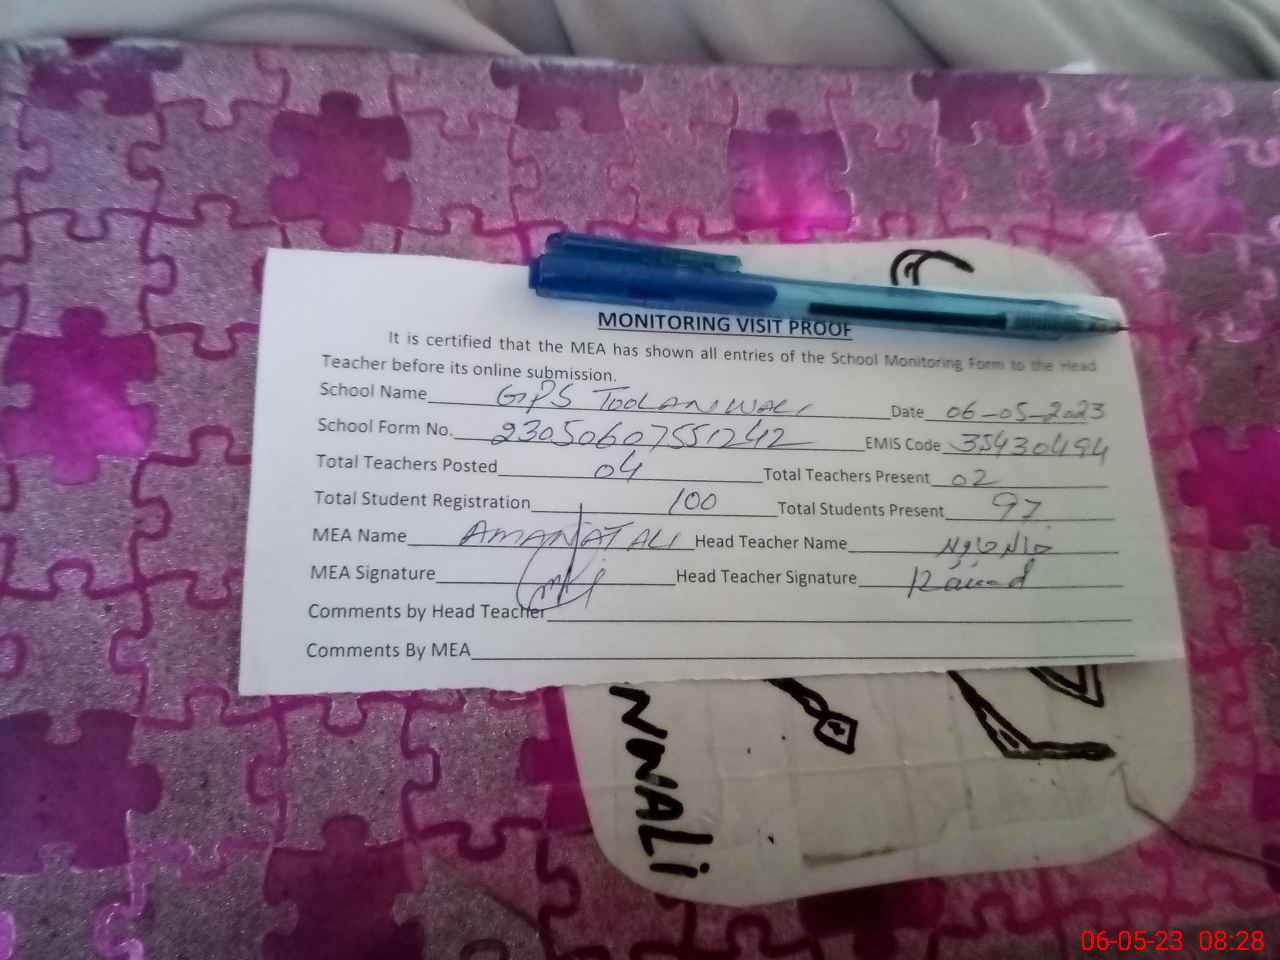 MONITORING VISIT PROOF
It is certified that the MEA has shown all entries of the School Monitoring Form to the Head
Teacher before its online submission.
School Name GPS TOOLANWALI Date 06-05-2023
School Form No. 23050607551242 EMIS Code 35430494
Total Teachers Posted 04 Total Teachers Present 02
Total Student Registration 100 Total Students Present 97
MEA Name AMANAT ALI Head Teacher Name
MEA Signature Head Teacher Signature
Comments by Head Teacher
Comments By MEA
NWALi
06-05-23 08:28